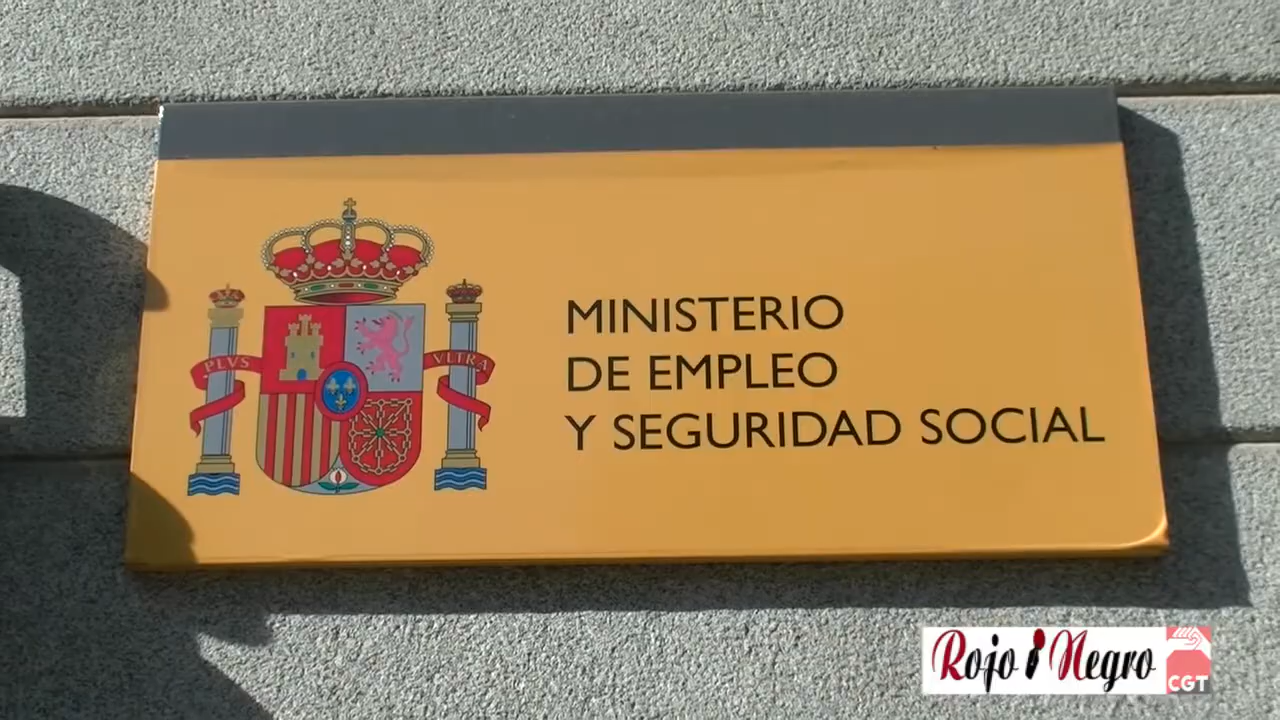 PLVS
VLTRA
MINISTERIO
DE EMPLEO
Y SEGURIDAD SOCIAL
Rojo i Negro
CGT